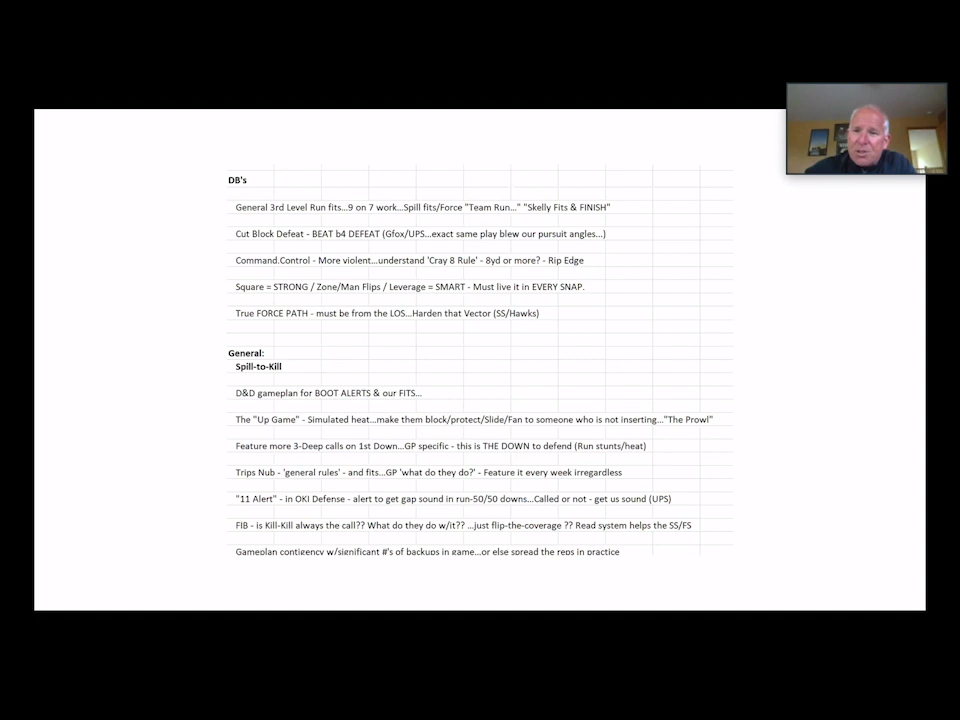 DB's
General 3rd Level Run fits...9 on 7 work...Spill fits/Force "Team Run..." "Skelly Fits & FINISH"
Cut Block Defeat - BEAT b4 DEFEAT (Gfox/UPS...exact same play blew our pursuit angles...)
Command.Control - More violent...understand 'Cray 8 Rule' - 8yd or more? - Rip Edge
Square = STRONG / Zone/Man Flips / Leverage = SMART - Must live it in EVERY SNAP.
True FORCE PATH - must be from the LOS...Harden that Vector (SS/Hawks)
General:
Spill-to-Kill
D&D gameplan for BOOT ALERTS & our FITS...
The "Up Game" - Simulated heat...make them block/protect/Slide/Fan to someone who is not inserting..."The Prowl"
Feature more 3-Deep calls on 1st Down...GP specific - this is THE DOWN to defend (Run stunts/heat)
Trips Nub - 'general rules' - and fits...GP 'what do they do?' - Feature it every week irregardless
"11 Alert" - in OKI Defense - alert to get gap sound in run-50/50 downs...Called or not - get us sound (UPS)
FIB - is Kill-Kill always the call?? What do they do w/it?? ...just flip-the-coverage ?? Read system helps the SS/FS
Gameplan contigency w/significant #'s of backups in game...or else spread the reps in practice